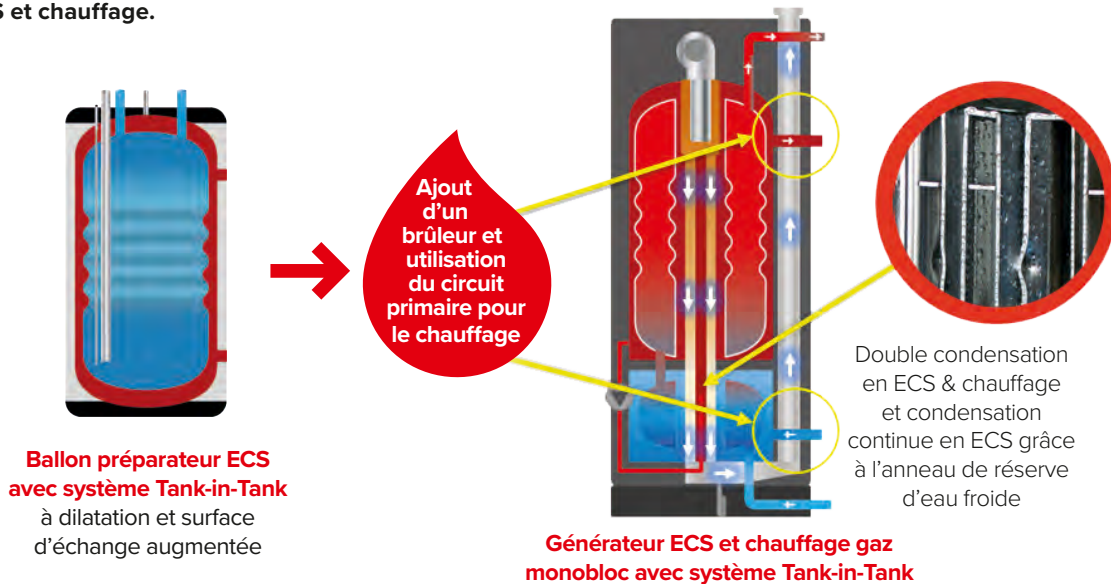 S et chauffage.
Ajout
d'un
brûleur et
utilisation
du circuit
primaire pour
le chauffage
Double condensation
en ECS & chauffage
et condensation
continue en ECS grâce
à l'anneau de réserve
d'eau froide
Ballon préparateur ECS
avec système Tank-in-Tank
à dilatation et surface
d'échange augmentée
Générateur ECS et chauffage gaz
monobloc avec système Tank-in-Tank